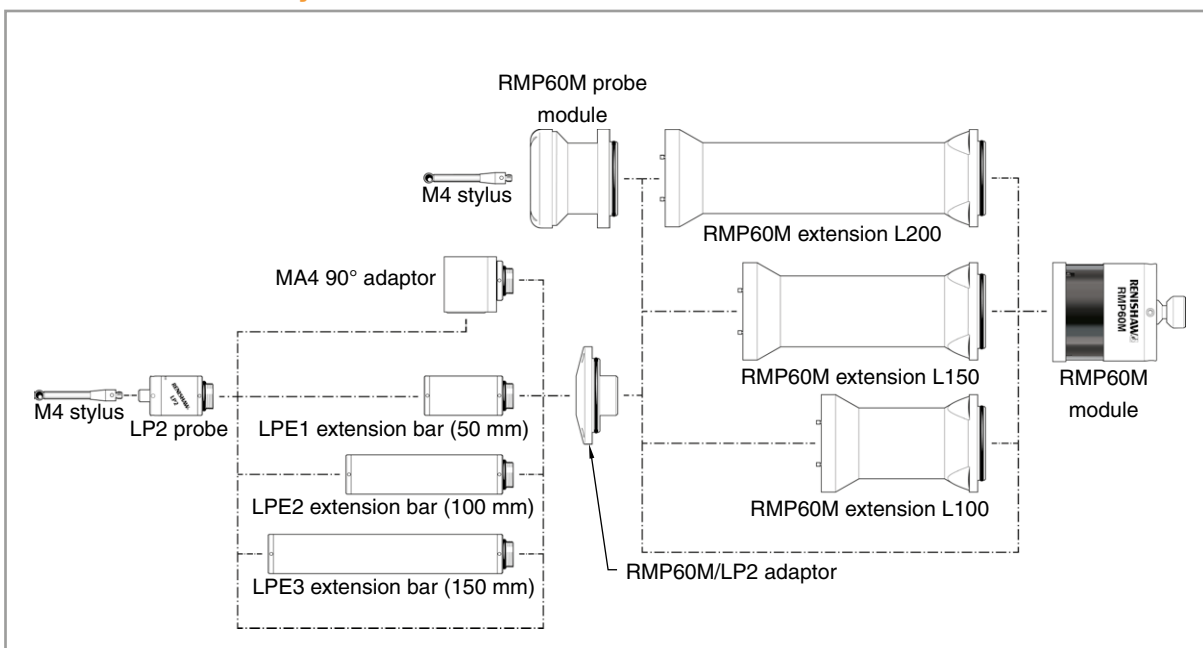 RMP60M probe
module
M4 stylus
RMP60M extension L200
MA4 90° adaptor
RENISHAW
RMP60M
RMP60M extension L150
RMP60M
module
M4 stylus
RENISHAW
LP2
LP2 probe
LPE1 extension bar (50 mm)
LPE2 extension bar (100 mm)
RMP60M extension L100
LPE3 extension bar (150 mm)
RMP60M/LP2 adaptor